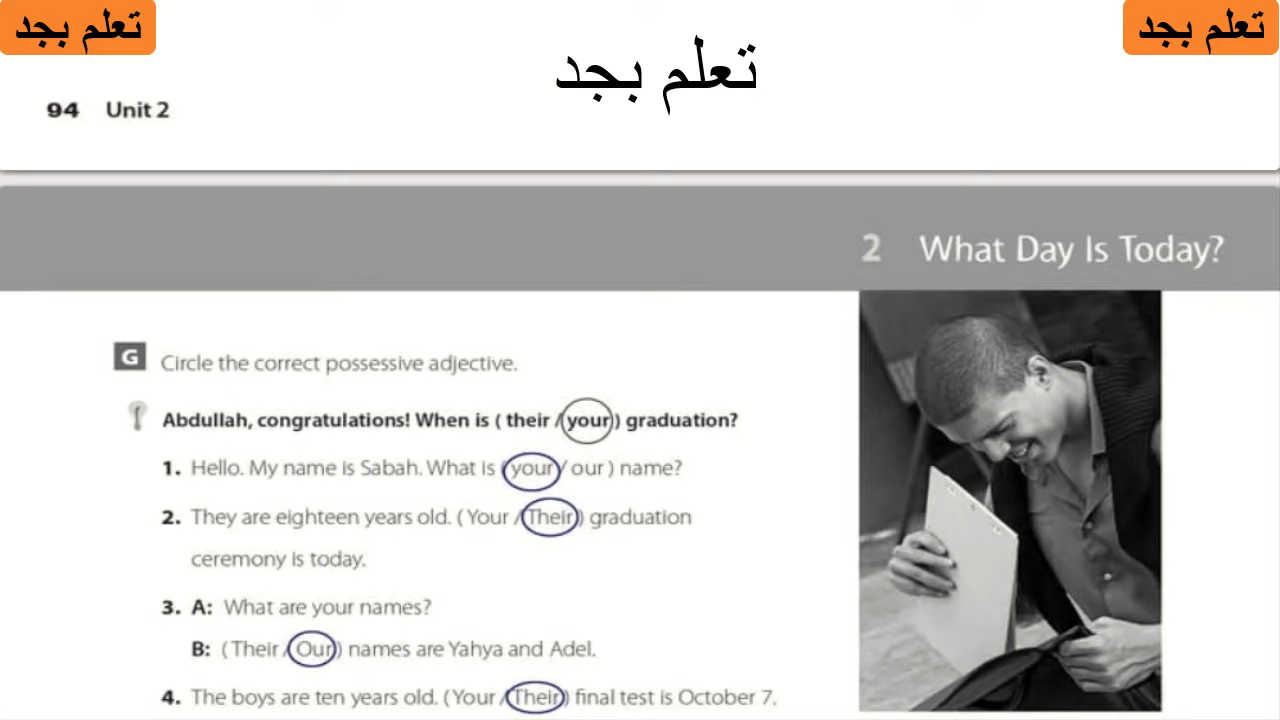 تعلم بجد
تعلم بجد
تعلم بجد
94 Unit 2
2 What Day Is Today?
G Circle the correct possessive adjective.
Abdullah, congratulations! When is ( their / your ) graduation?
1. Hello. My name is Sabah. What is ( your / our ) name?
2. They are eighteen years old. ( Your / Their ) graduation
ceremony is today.
3. A: What are your names?
B: ( Their / Our ) names are Yahya and Adel.
4. The boys are ten years old. ( Your / Their ) final test is October 7.